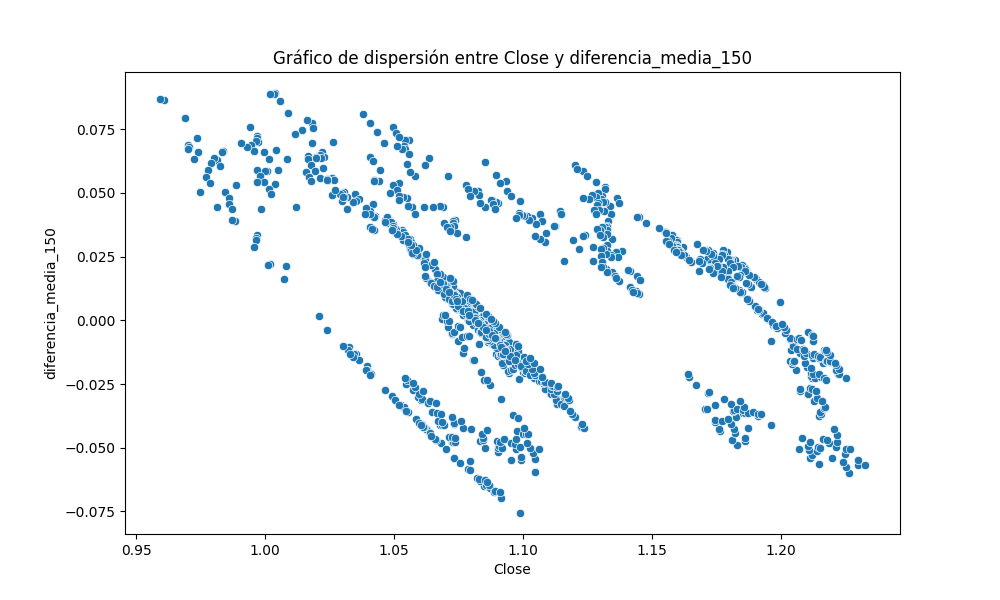 Gráfico de dispersión entre Close y diferencia_media_150
diferencia_media_150
0.075
0.050
0.025
0.000
−0.025
−0.050
−0.075
0.95 1.00 1.05 1.10 1.15 1.20
Close